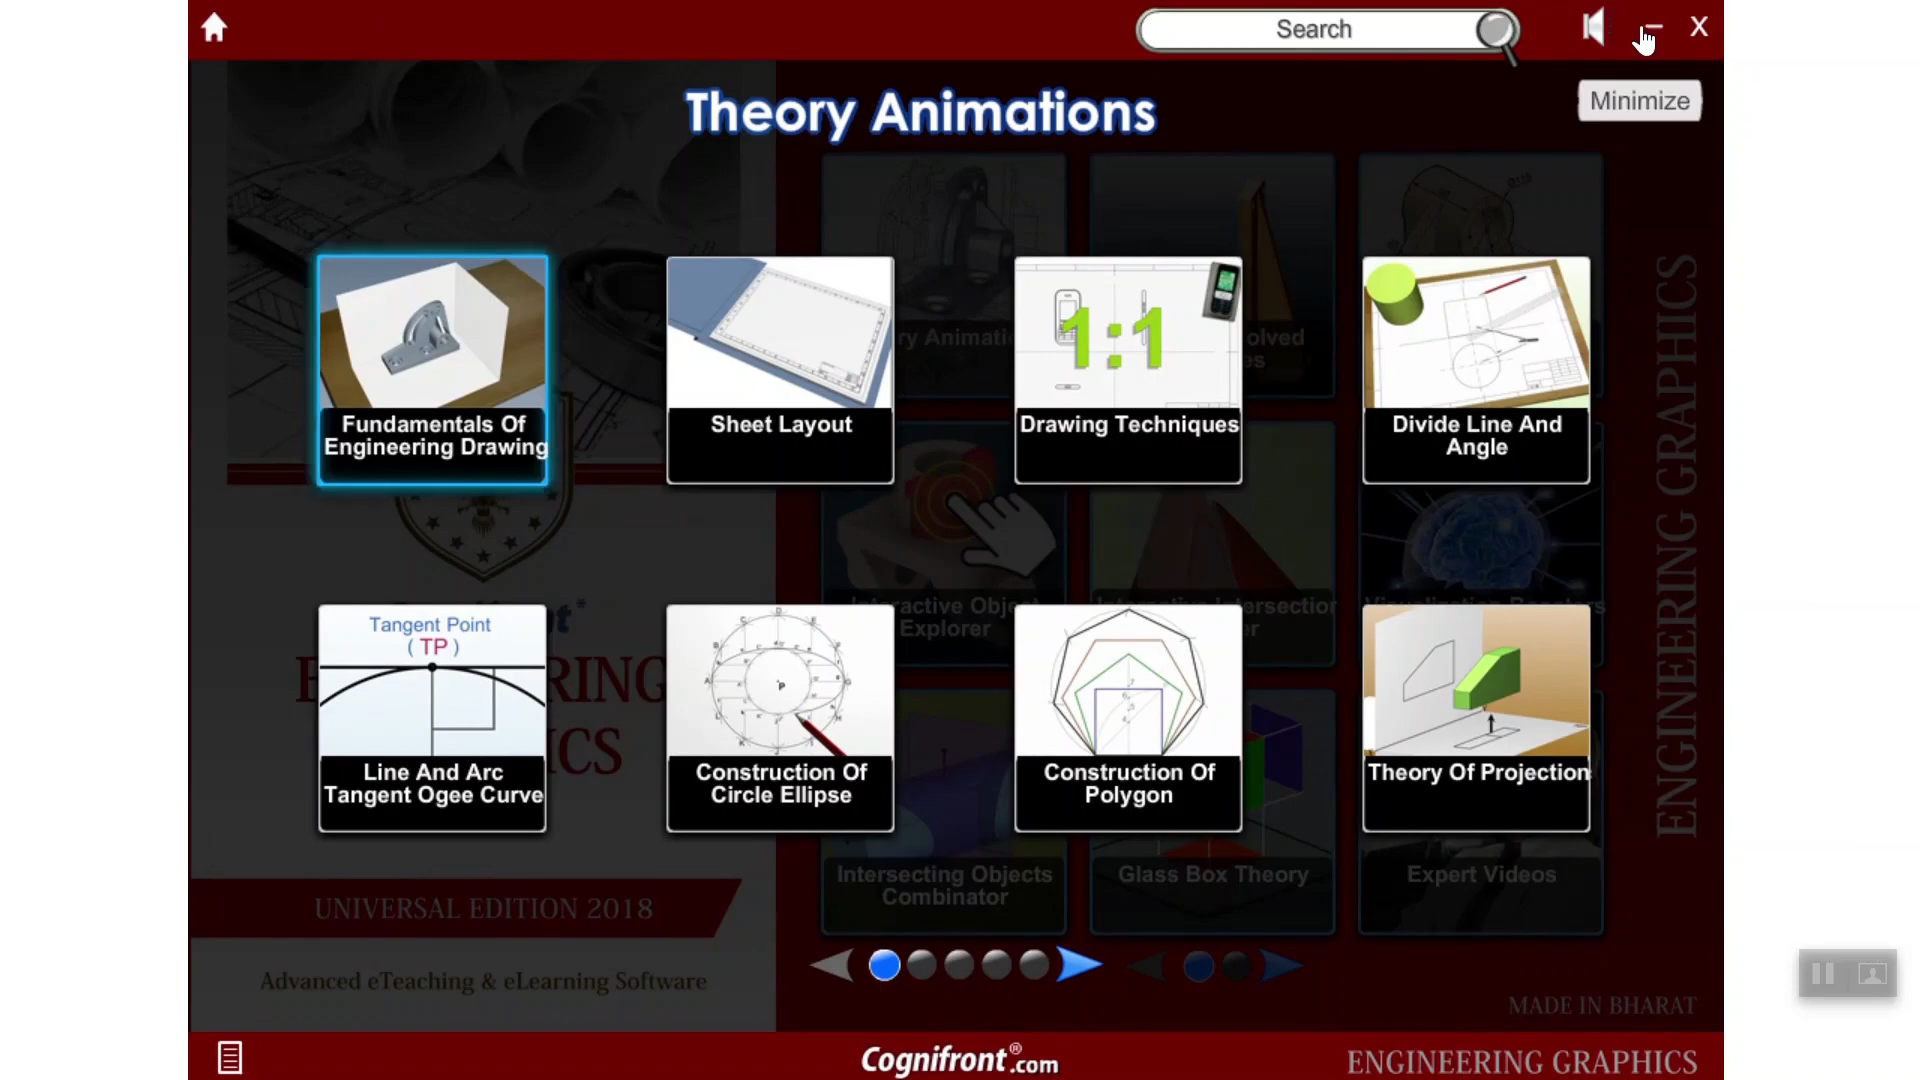 Search
X
Minimize
Theory Animations
Fundamentals Of
Engineering Drawing
Sheet Layout
1:1
Drawing Techniques
Divide Line And
Angle
Tangent Point
( TP )
Line And Arc
Tangent Ogee Curve
Construction Of
Circle Ellipse
Construction Of
Polygon
Theory Of Projection
Explorer
Intersecting Objects
Combinator
Glass Box Theory
Expert Videos
ENGINEERING GRAPHICS
UNIVERSAL EDITION 2018
Advanced eTeaching & eLearning Software
MADE IN BHARAT
Cognifront®.com
ENGINEERING GRAPHICS